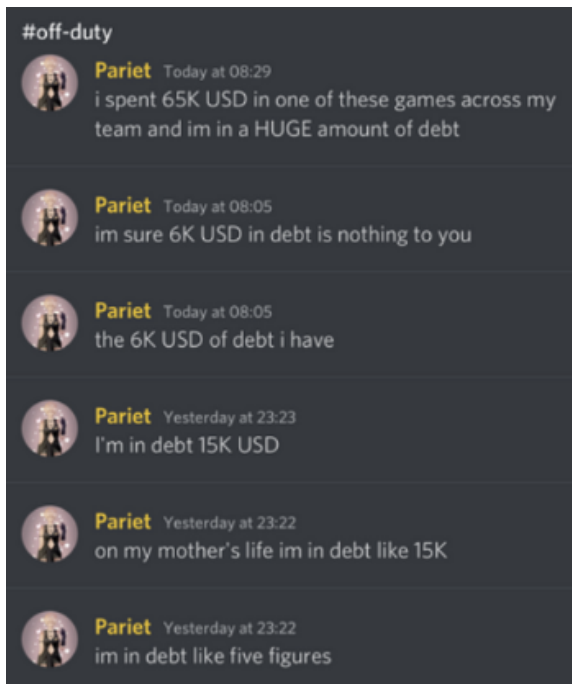 #off-duty
Pariet Today at 08:29
i spent 65K USD in one of these games across my
team and im in a HUGE amount of debt
Pariet Today at 08:05
im sure 6K USD in debt is nothing to you
Pariet Today at 08:05
the 6K USD of debt i have
Pariet Yesterday at 23:23
I'm in debt 15K USD
Pariet Yesterday at 23:22
on my mother's life im in debt like 15K
Pariet Yesterday at 23:22
im in debt like five figures